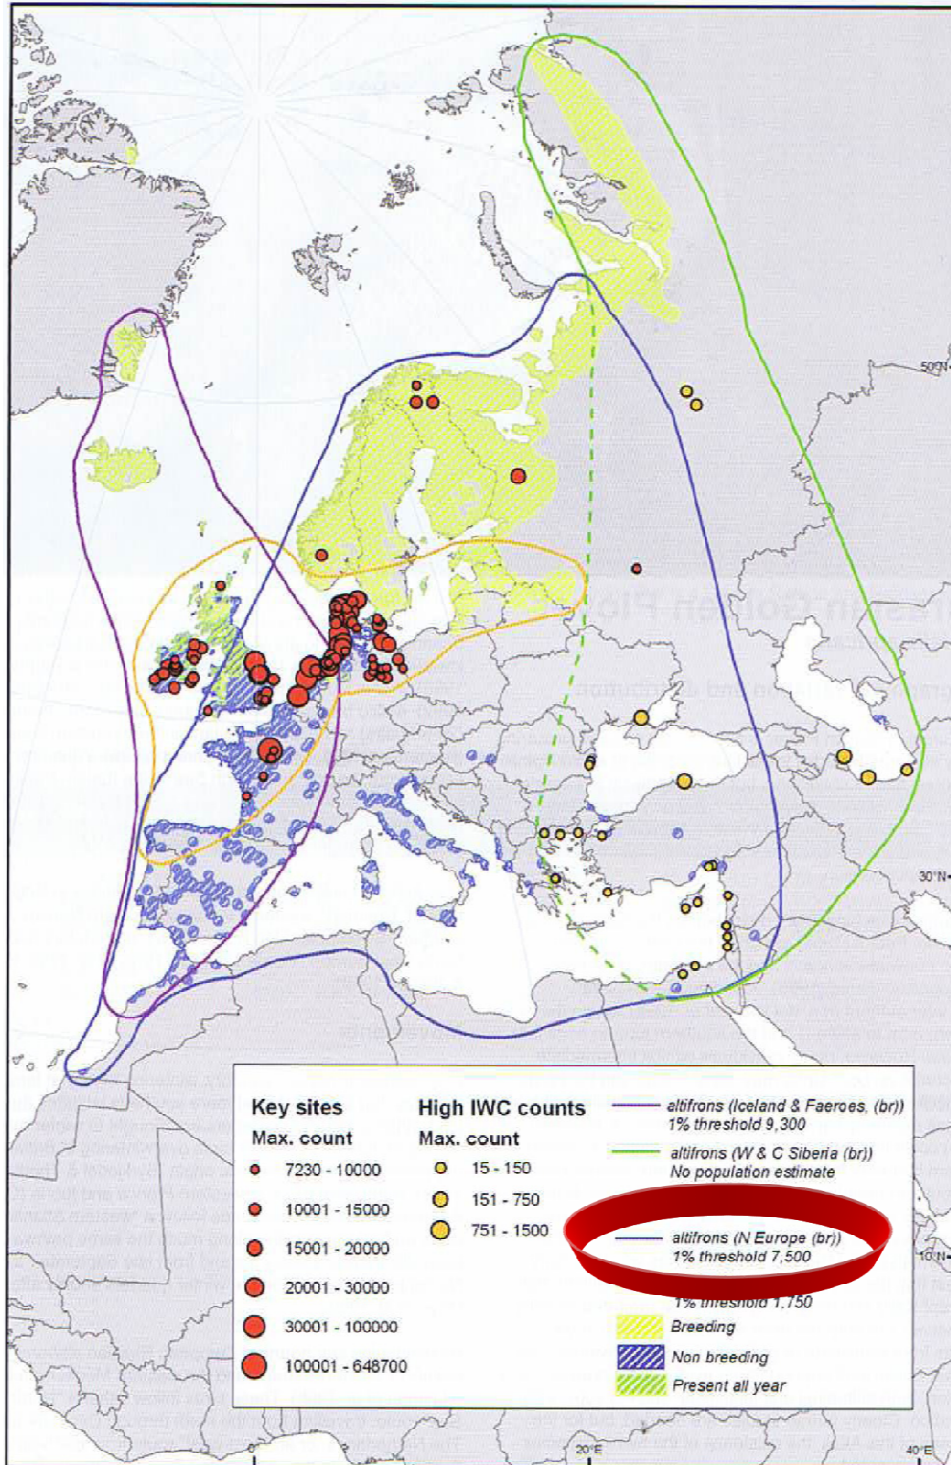 50°N
30°N
10°N
20°E
40°E
0°
Key sites
Max. count
7230 - 10000
10001 - 15000
15001 - 20000
20001 - 30000
30001 - 100000
100001 - 648700
High IWC counts
Max. count
15 - 150
151 - 750
751 - 1500
altifrons (Iceland & Faeroes, (br))
1% threshold 9,300
altifrons (W & C Siberia (br))
No population estimate
altifrons (N Europe (br))
1% threshold 7,500
1% threshold 1,750
Breeding
Non breeding
Present all year